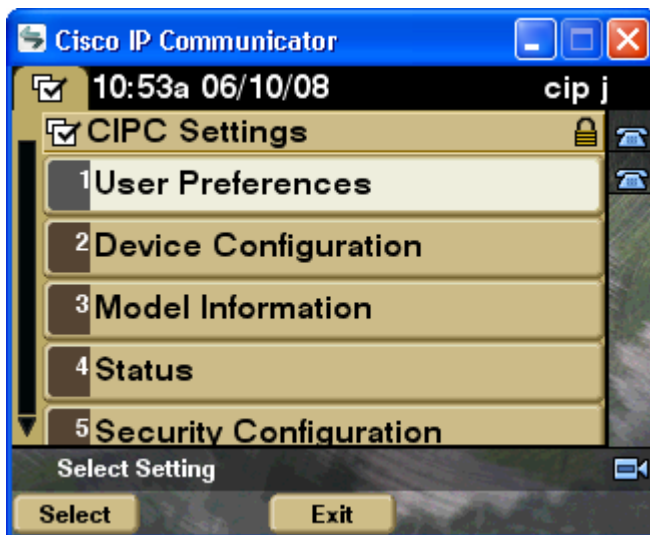 Cisco IP Communicator
10:53a 06/10/08 cip j
CIPC Settings
1 User Preferences
2 Device Configuration
3 Model Information
4 Status
5 Security Configuration
Select Setting
Select Exit